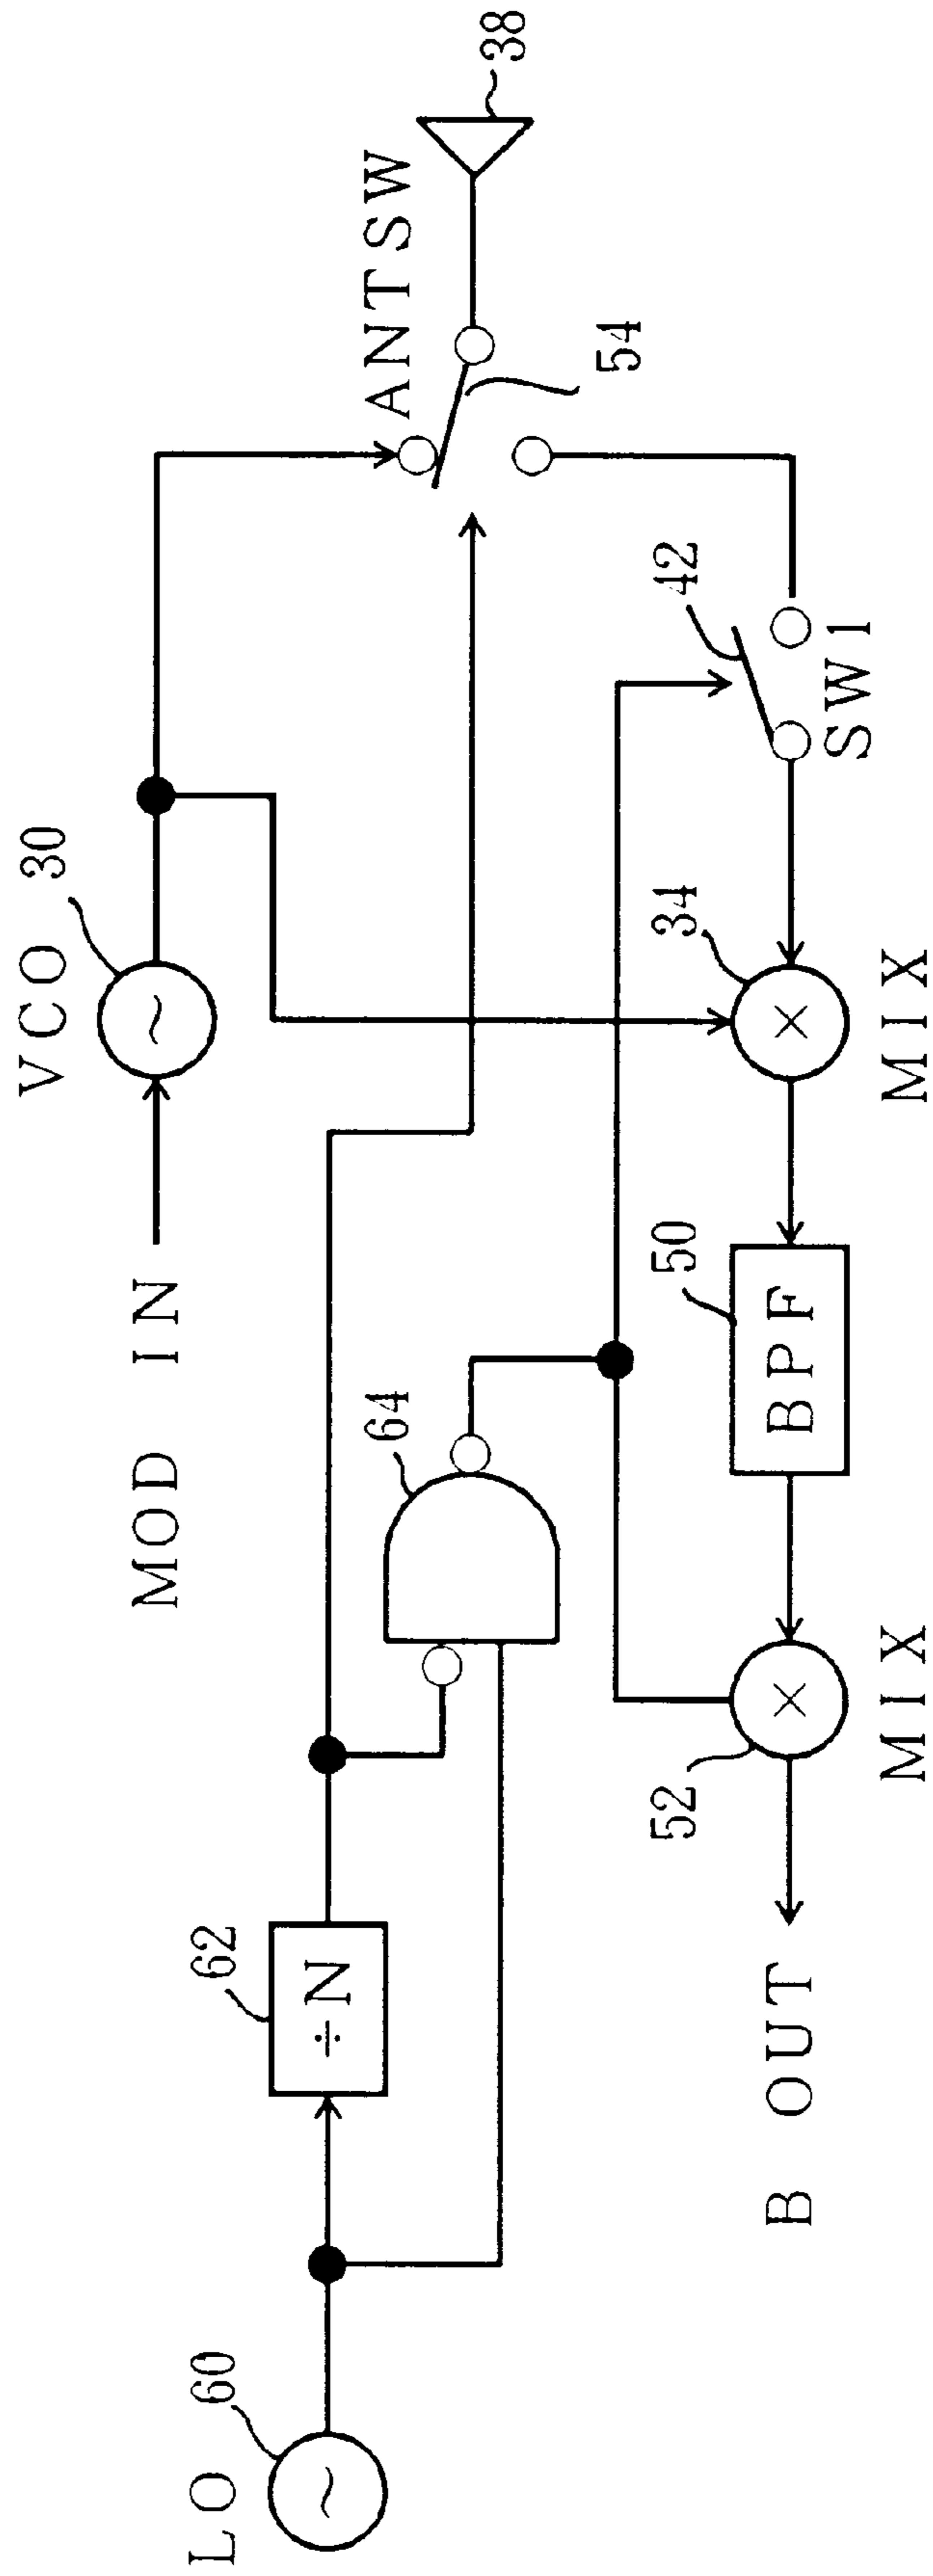 VCO 30
MOD IN
ANTSW
38
54
LO 60
62
÷N
64
42
SW1
34
MIX
50
BPF
52
MIX
B OUT